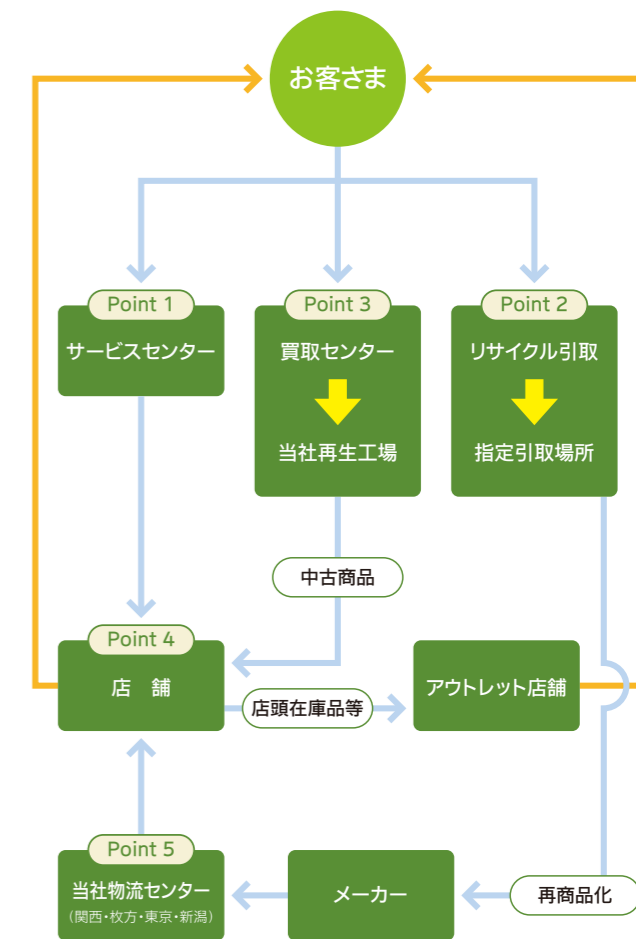 お客さま
Point 1
サービスセンター
Point 3
買取センター
当社再生工場
Point 2
リサイクル引取
指定引取場所
中古商品
Point 4
店　舗
店頭在庫品等
アウトレット店舗
Point 5
当社物流センター
(関西・枚方・東京・新潟)
メーカー
再商品化